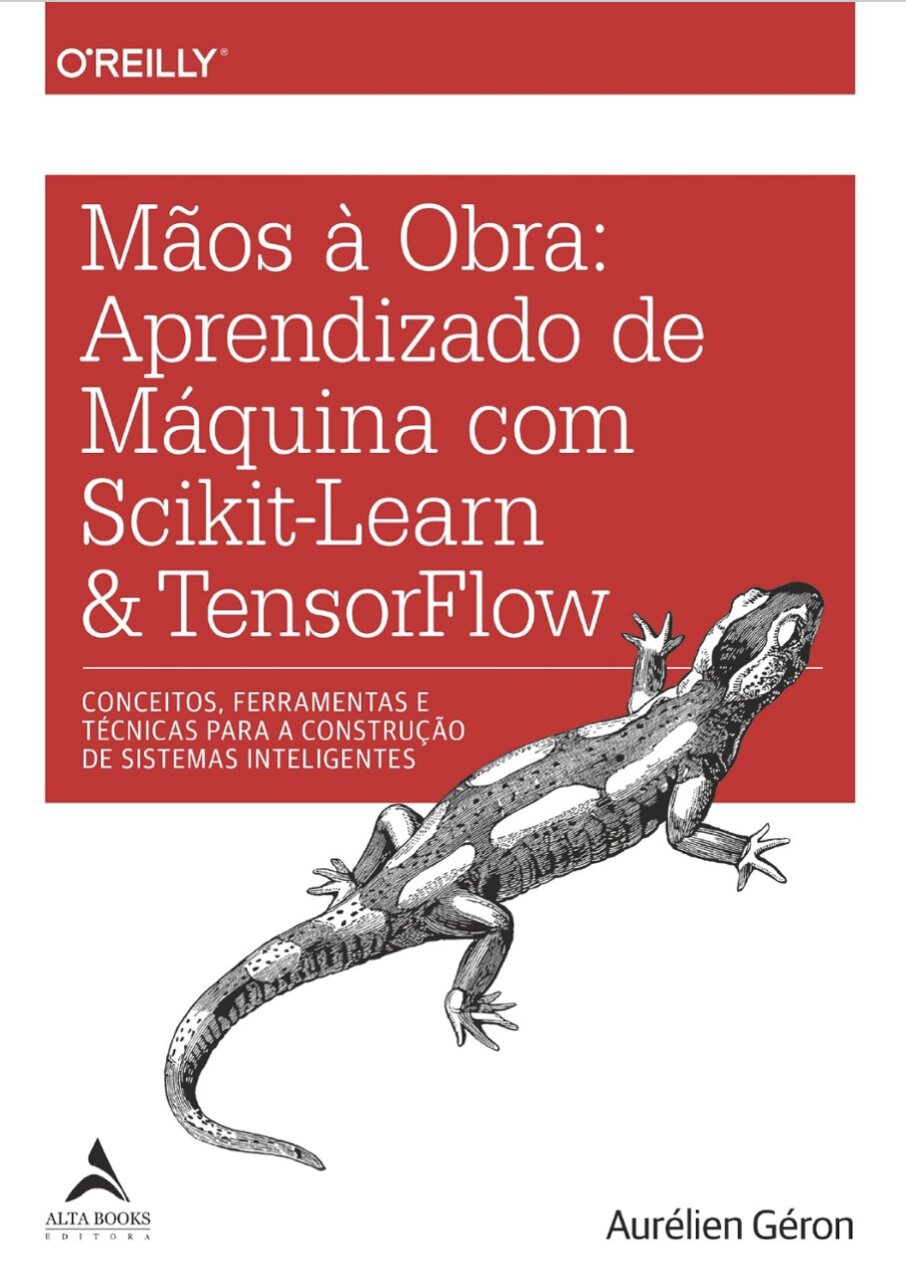 O'REILLY®
Mãos à Obra:
Aprendizado de
Máquina com
Scikit-Learn
& TensorFlow
CONCEITOS, FERRAMENTAS E
TÉCNICAS PARA A CONSTRUÇÃO
DE SISTEMAS INTELIGENTES
ALTA BOOKS
EDITORA
Aurélien Géron